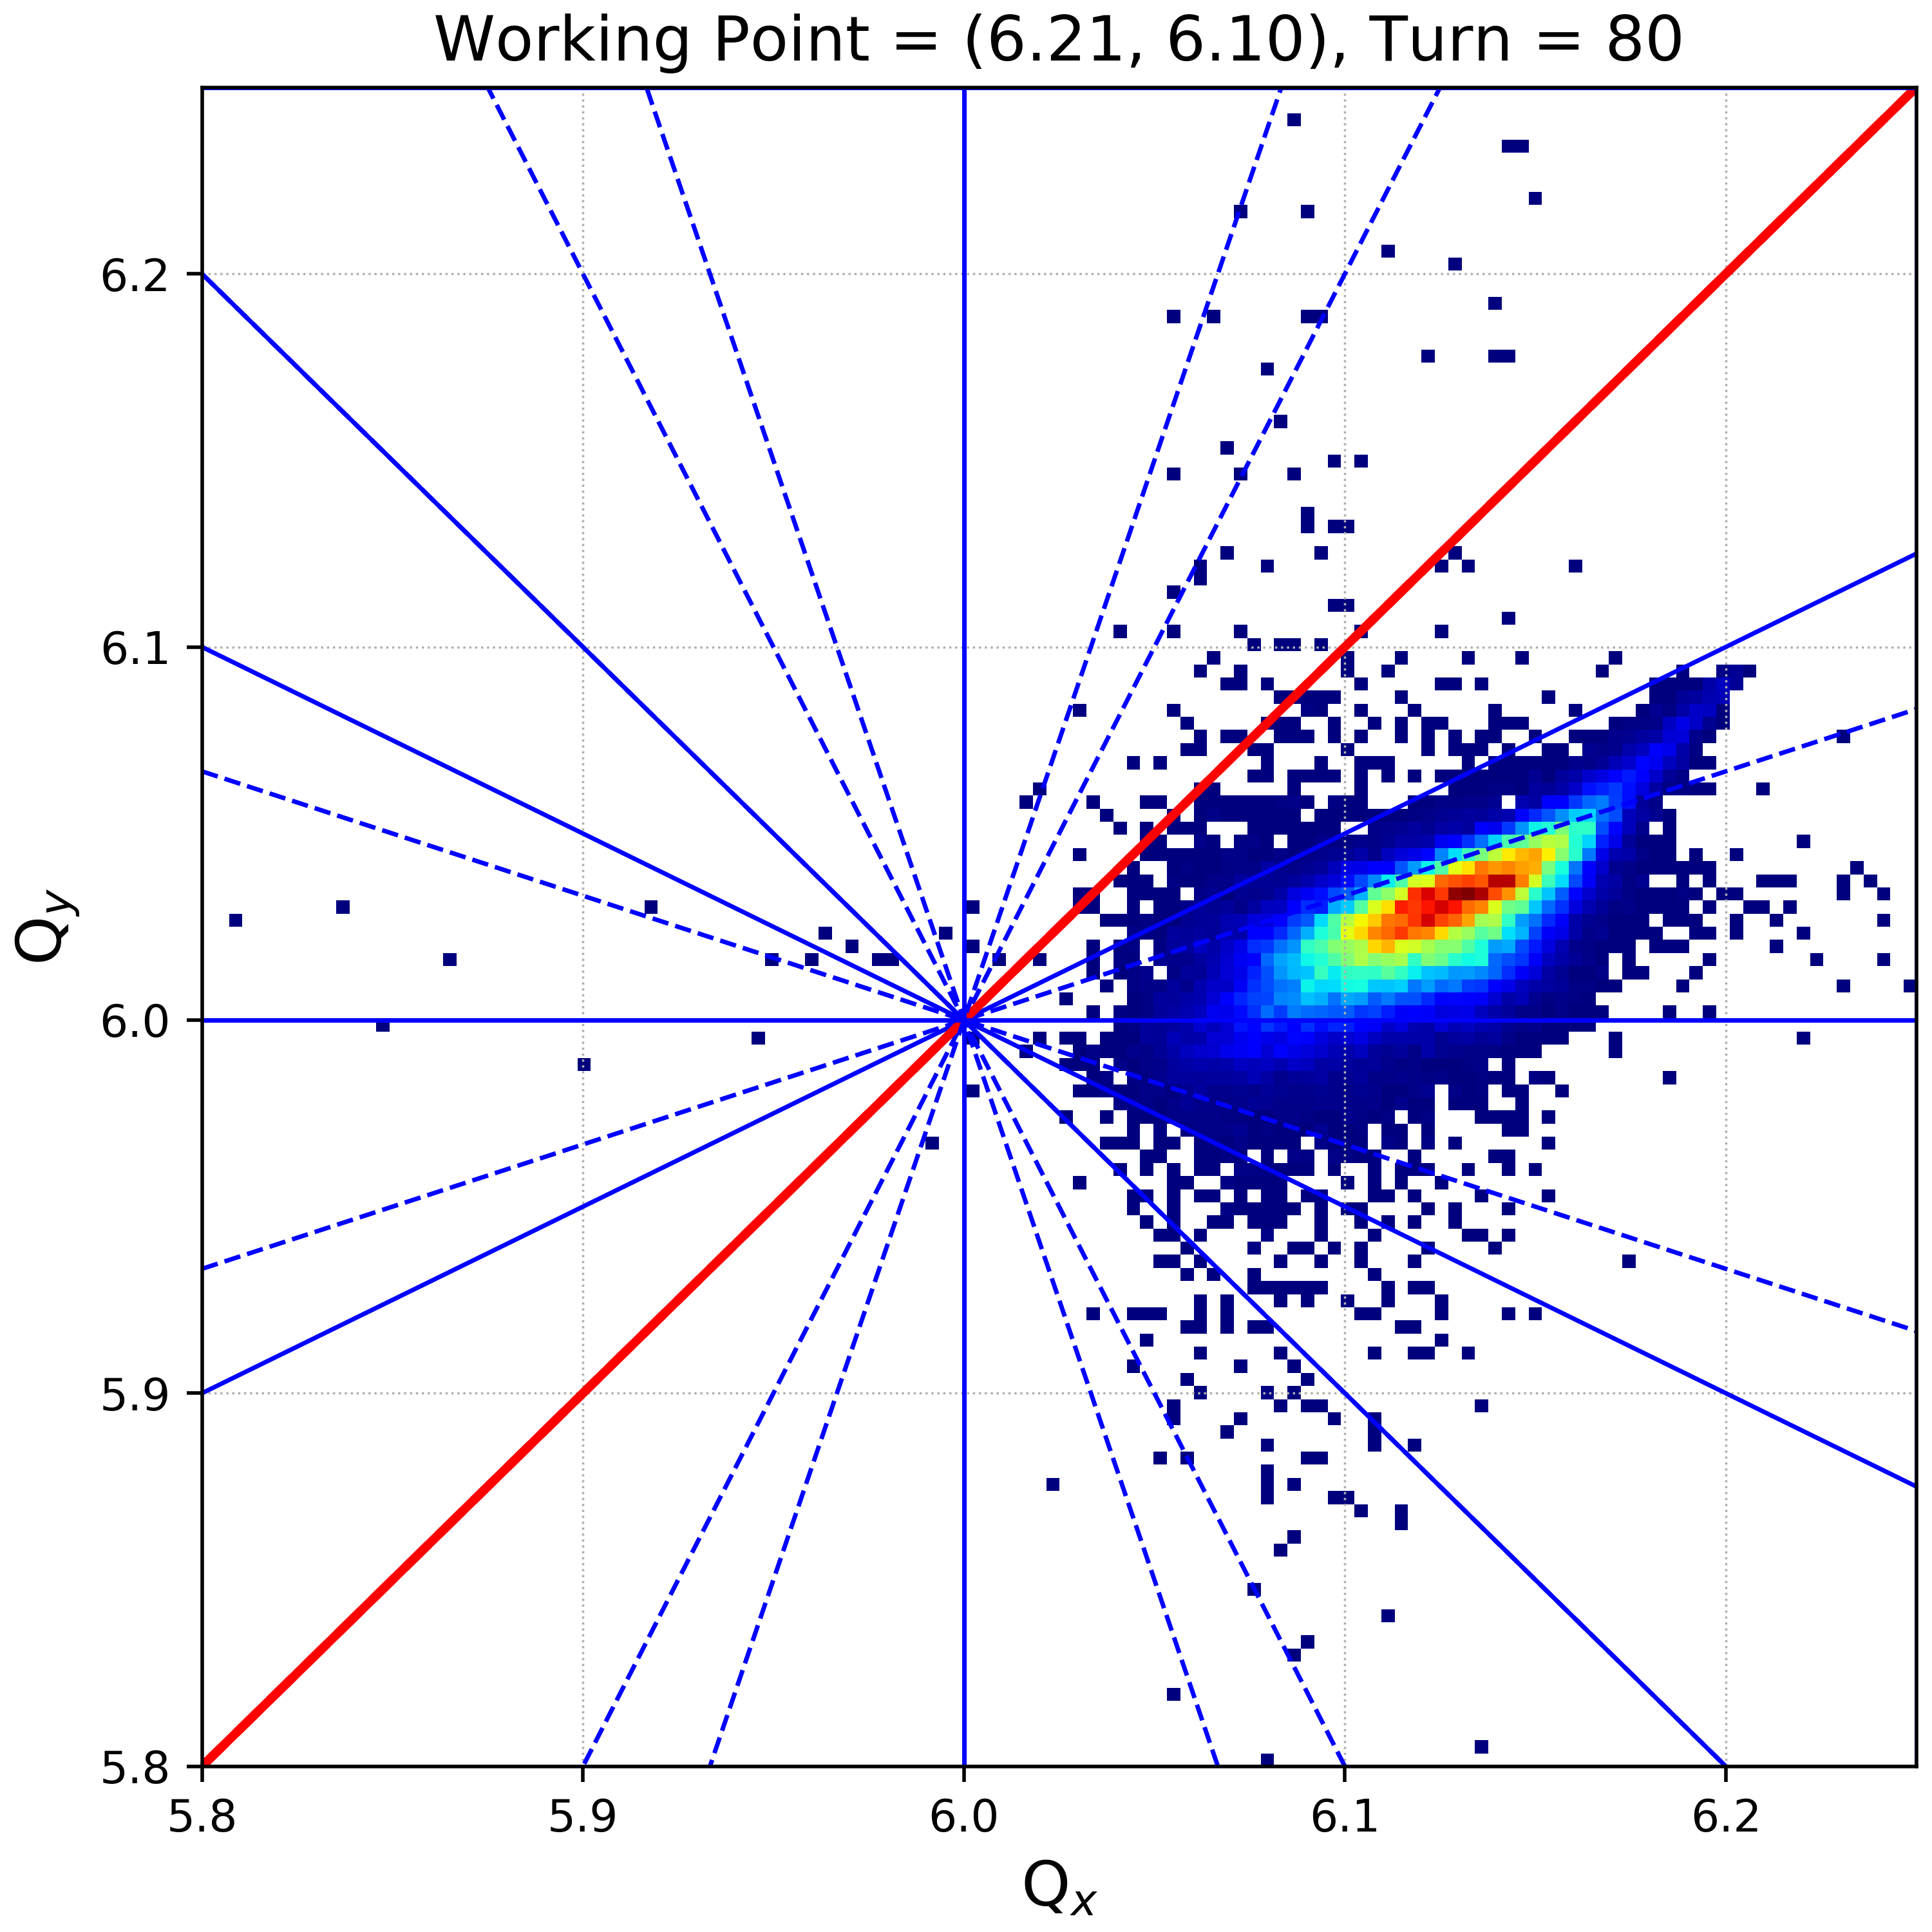 Working Point = (6.21, 6.10), Turn = 80
Qy
6.2
6.1
6.0
5.9
5.8
5.8 5.9 6.0 6.1 6.2
Qx